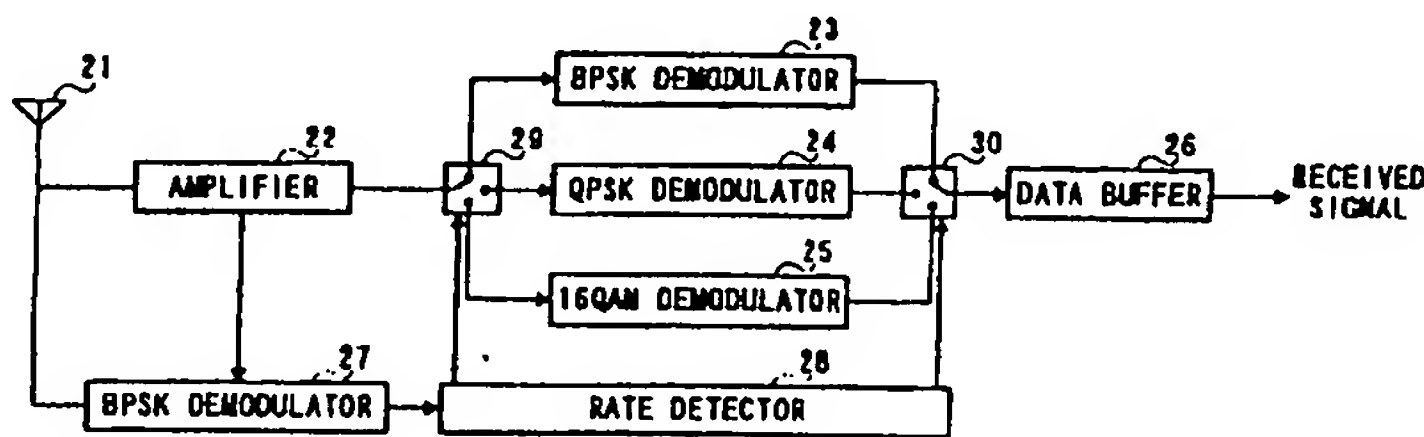 23
21
BPSK DEMODULATOR
22
29
24
30
26
AMPLIFIER
QPSK DEMODULATOR
DATA BUFFER
RECEIVED
SIGNAL
25
16QAM DEMODULATOR
27
28
BPSK DEMODULATOR
RATE DETECTOR